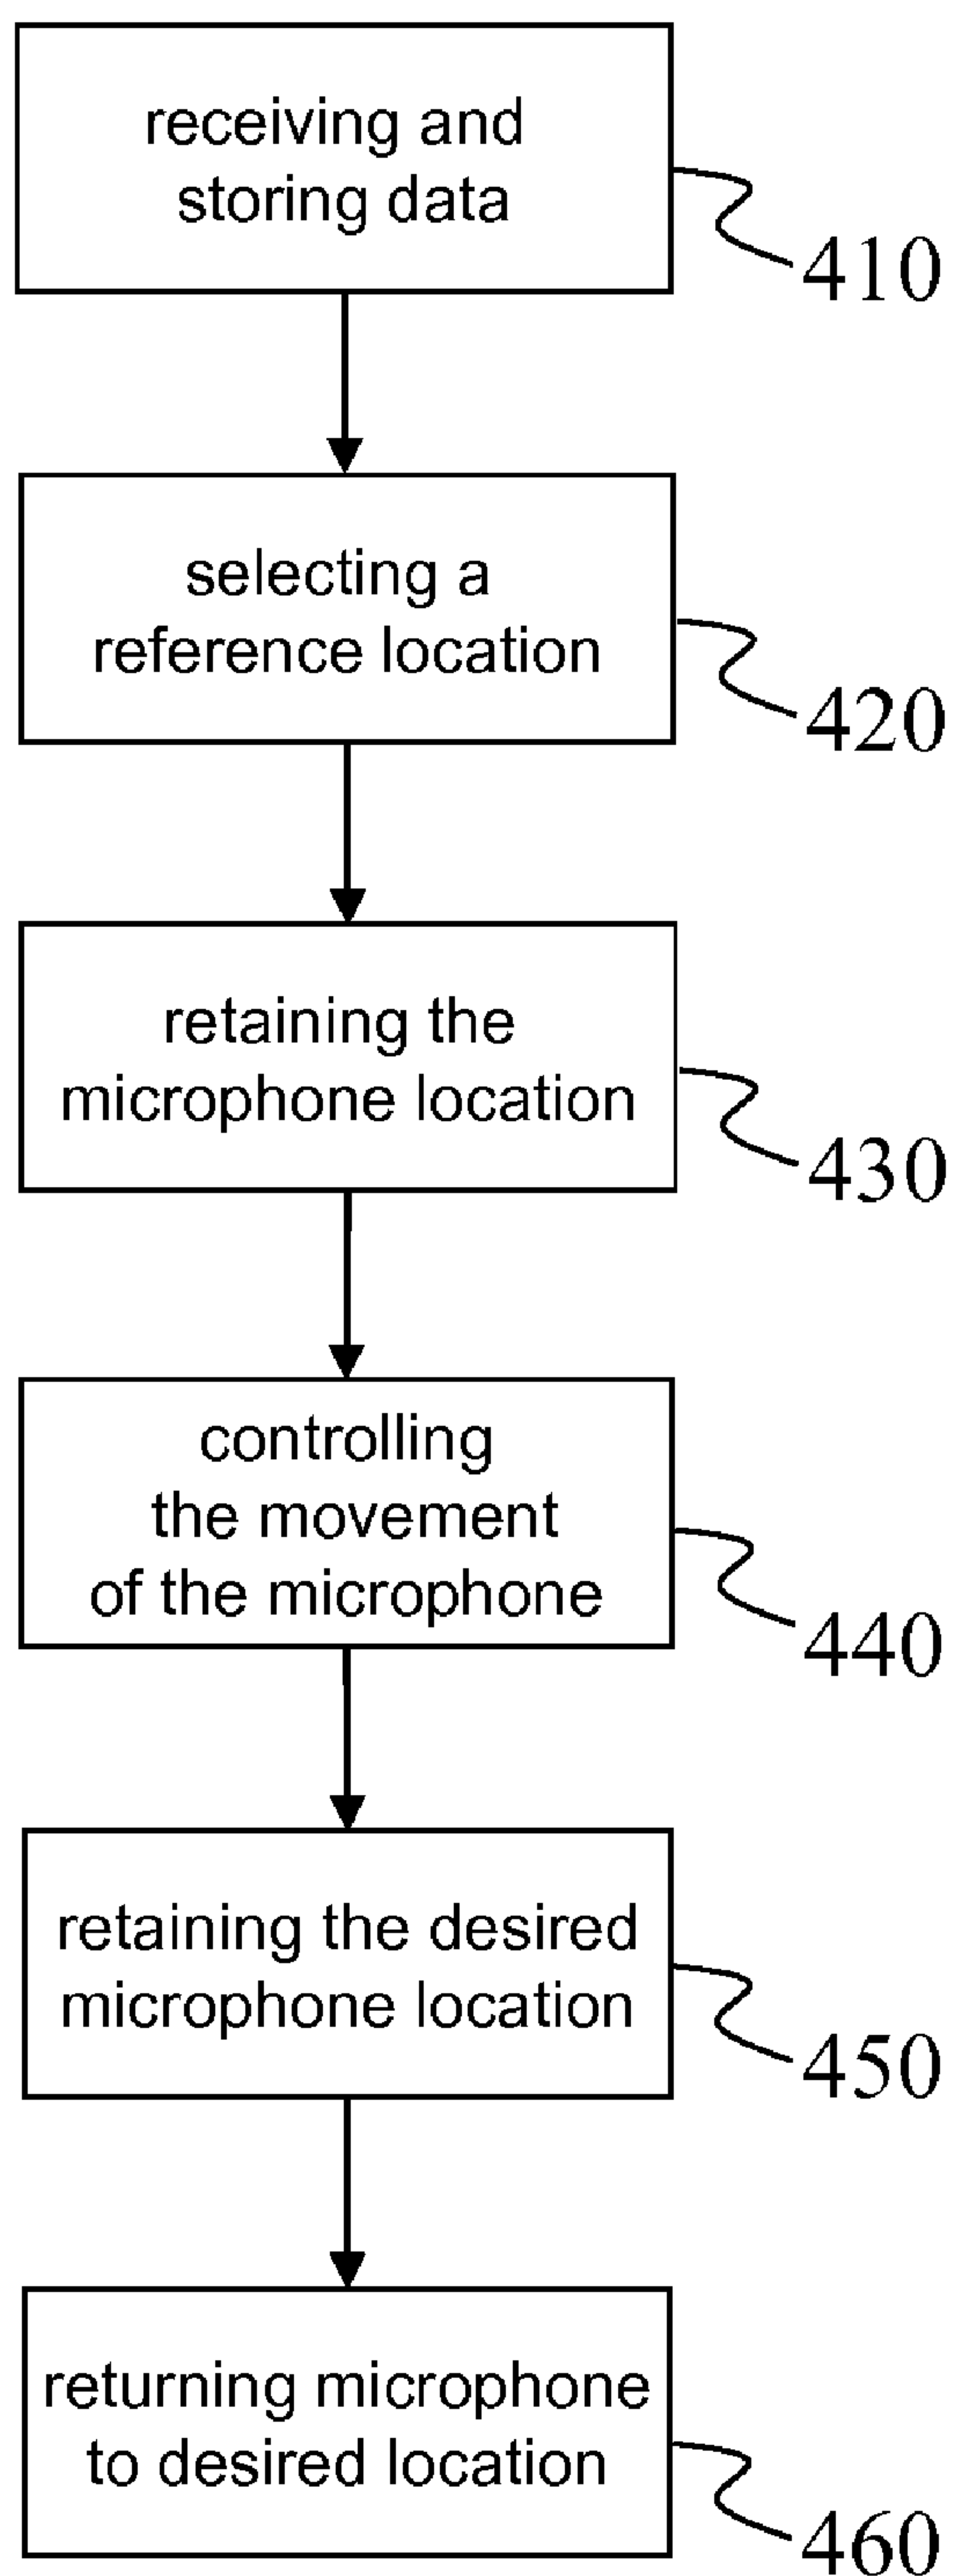 receiving and
storing data
410
selecting a
reference location
420
retaining the
microphone location
430
controlling
the movement
of the microphone
440
retaining the desired
microphone location
450
returning microphone
to desired location
460